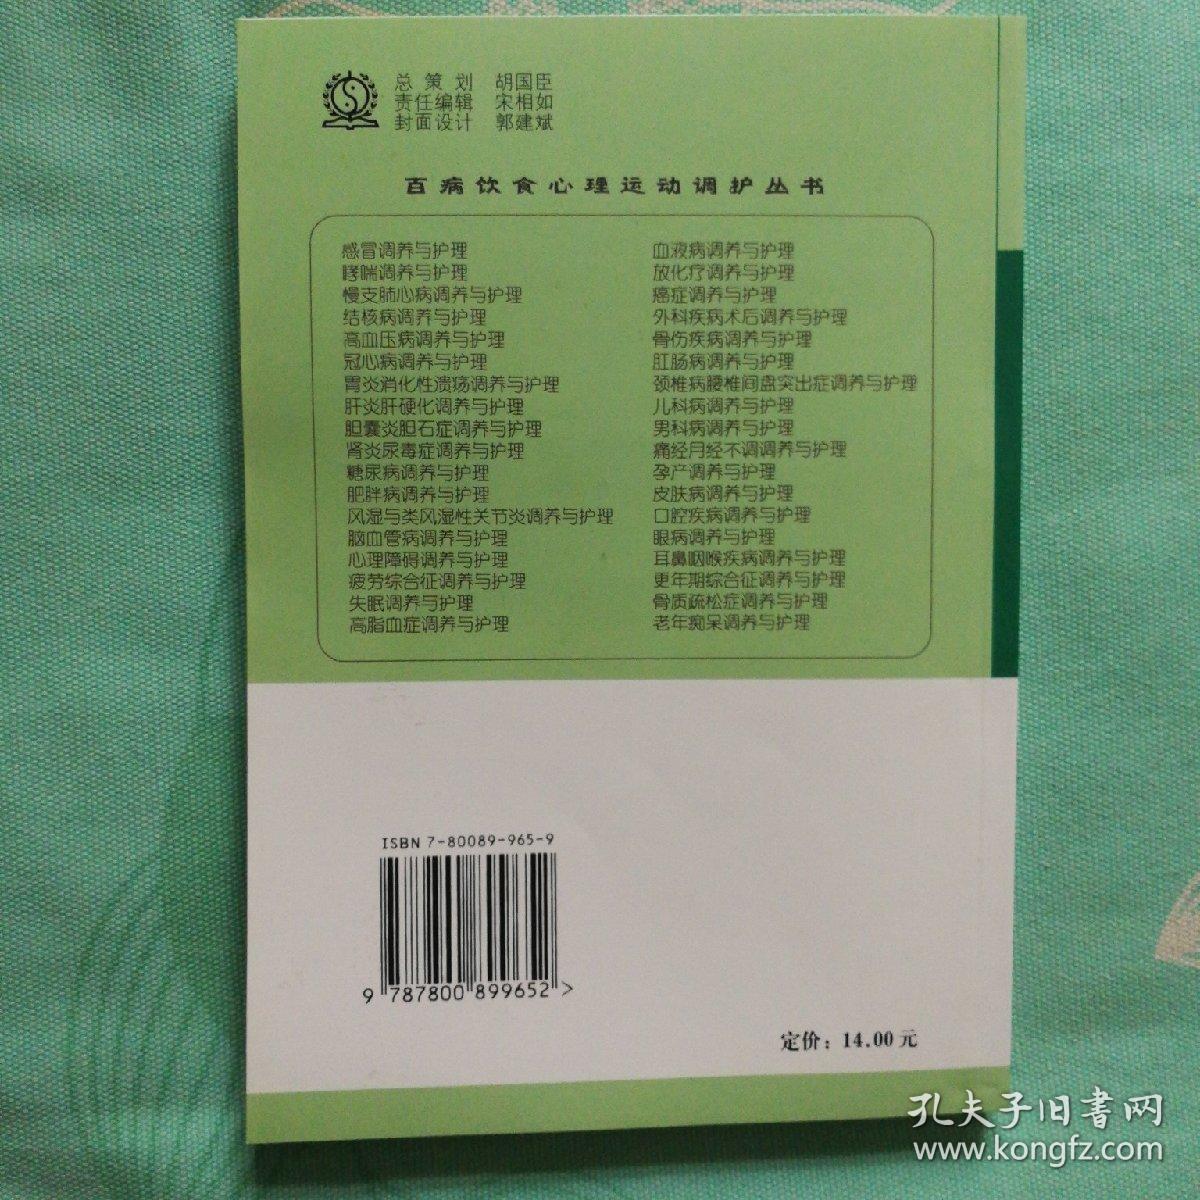 总策划 胡国臣
责任编辑 宋相如
封面设计 郭建斌
百病饮食心理运动调护丛书
感冒调养与护理
哮喘调养与护理
慢支肺心病调养与护理
结核病调养与护理
高血压病调养与护理
冠心病调养与护理
胃炎消化性溃疡调养与护理
肝炎肝硬化调养与护理
胆囊炎胆石症调养与护理
肾炎尿毒症调养与护理
糖尿病调养与护理
肥胖病调养与护理
风湿与类风湿性关节炎调养与护理
脑血管病调养与护理
心理障碍调养与护理
疲劳综合征调养与护理
失眠调养与护理
高脂血症调养与护理
血液病调养与护理
放化疗调养与护理
癌症调养与护理
外科疾病术后调养与护理
骨伤疾病调养与护理
肛肠病调养与护理
颈椎病腰椎间盘突出症调养与护理
儿科病调养与护理
男科病调养与护理
痛经月经不调调养与护理
孕产调养与护理
皮肤病调养与护理
口腔疾病调养与护理
眼病调养与护理
耳鼻咽喉疾病调养与护理
更年期综合征调养与护理
骨质疏松症调养与护理
老年痴呆调养与护理
ISBN 7-80089-965-9
9 787800 899652 >
定价：14.00元
孔夫子旧書网
www.kongfz.com